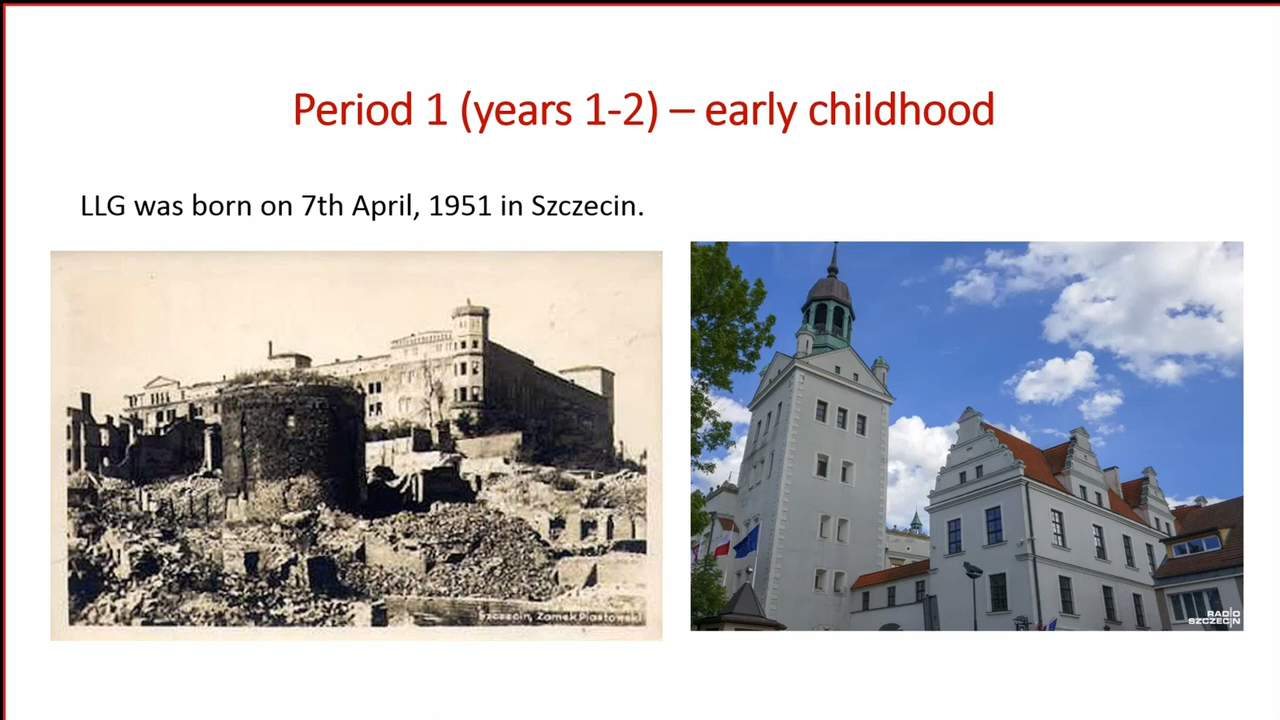 Period 1 (years 1-2) – early childhood
LLG was born on 7th April, 1951 in Szczecin.
Szczecin, Zamek Piastowski
RADIO
SZCZECIN